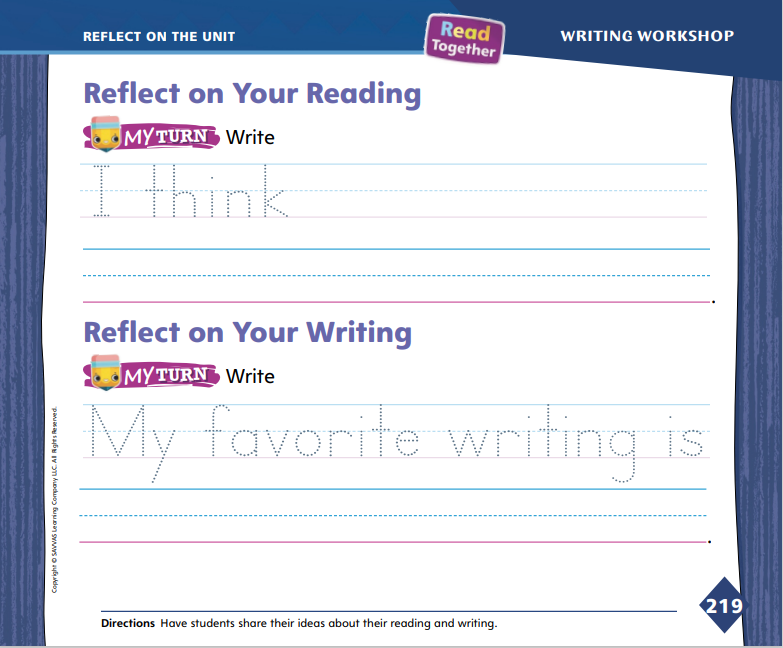 REFLECT ON THE UNIT
Read
Together
WRITING WORKSHOP
Reflect on Your Reading
MY TURN Write
I think
.
Reflect on Your Writing
MY TURN Write
My favorite writing is
.
Copyright © SAVVAS Learning Company LLC. All Rights Reserved.
219
Directions Have students share their ideas about their reading and writing.